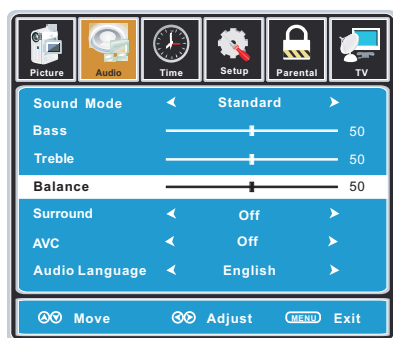 Picture Audio Time Setup Parental TV
Sound Mode Standard
Bass 50
Treble 50
Balance 50
Surround Off
AVC Off
Audio Language English
Move Adjust MENU Exit